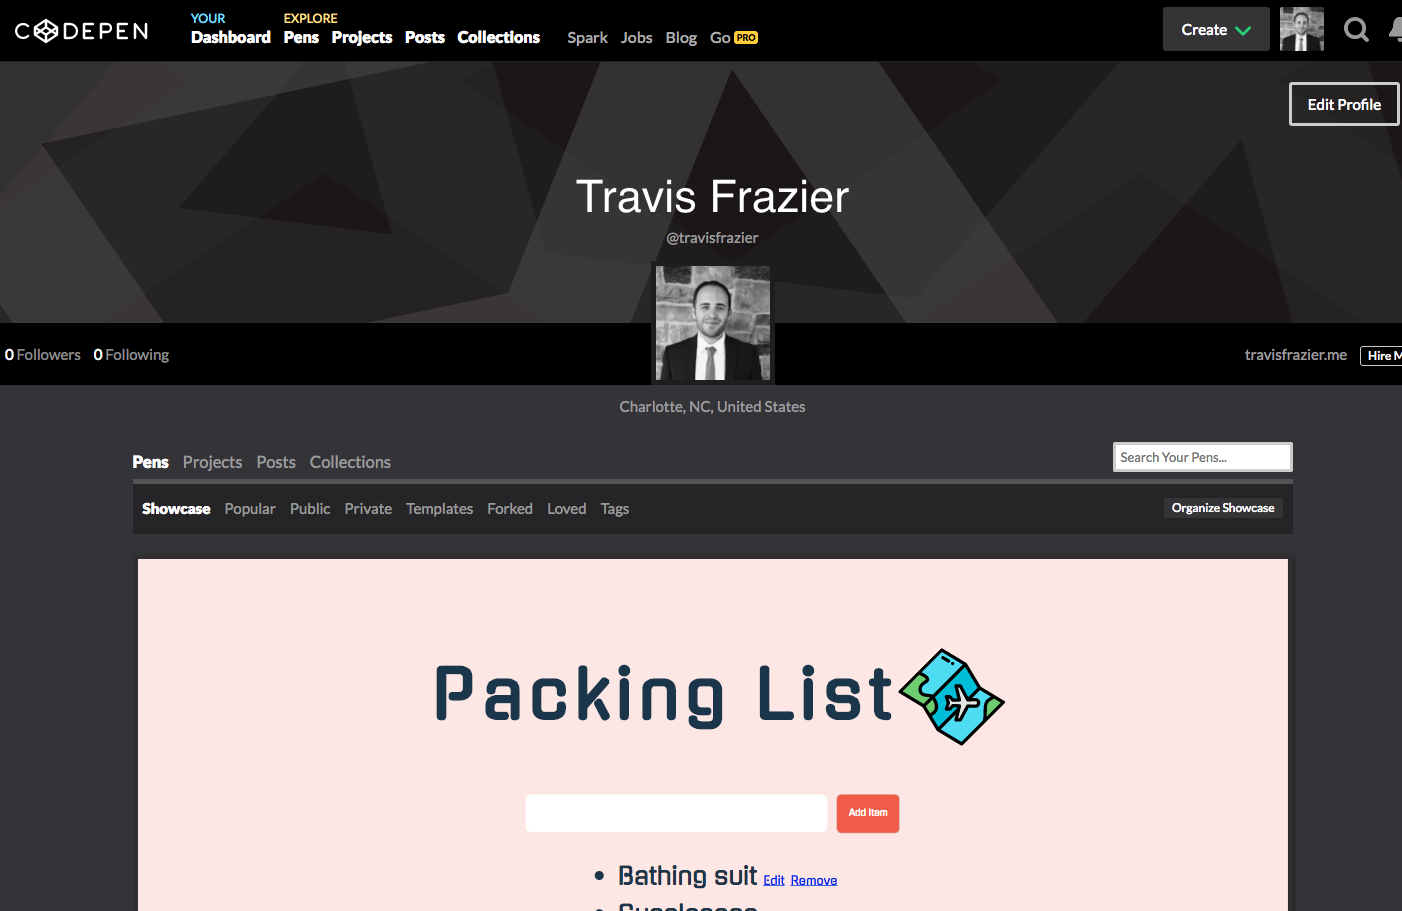 CODEPEN
YOUR
Dashboard
EXPLORE
Pens Projects Posts Collections
Spark Jobs Blog Go PRO
Create
Edit Profile
Travis Frazier
@travisfrazier
0 Followers 0 Following
travisfrazier.me Hire M
Charlotte, NC, United States
Pens Projects Posts Collections
Search Your Pens...
Showcase Popular Public Private Templates Forked Loved Tags
Organize Showcase
Packing List
Add Item
Bathing suit Edit Remove